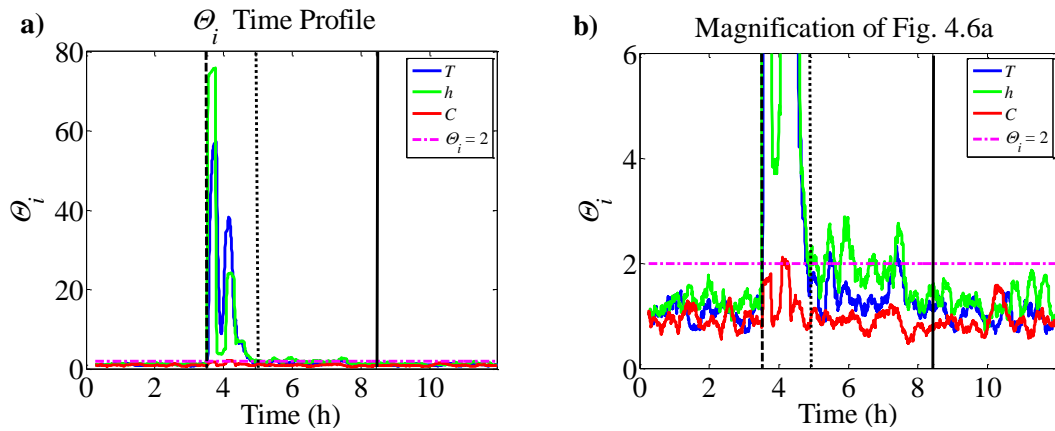 a)
Θi Time Profile
80
60
40
20
0
0 2 4 6 8 10
Time (h)
Θi
T
h
C
Θi = 2
b)
Magnification of Fig. 4.6a
6
4
2
0
0 2 4 6 8 10
Time (h)
Θi
T
h
C
Θi = 2